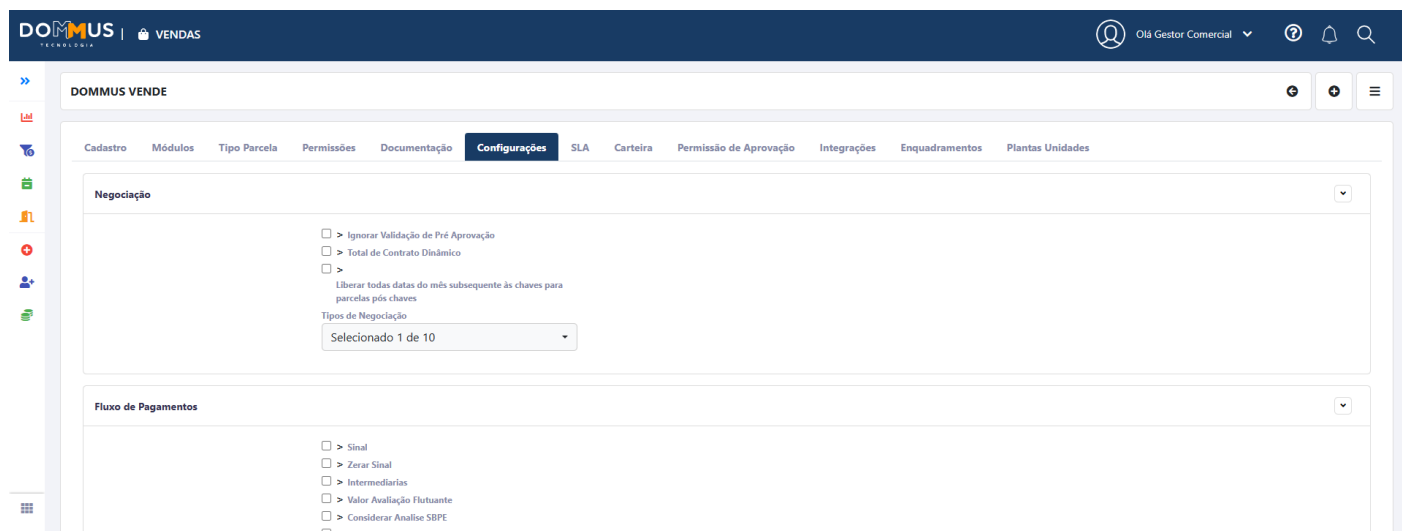 DOMMUS | VENDAS
TECNOLOGIA
Olá Gestor Comercial
DOMMUS VENDE
Cadastro Módulos Tipo Parcela Permissões Documentação Configurações SLA Carteira Permissão de Aprovação Integrações Enquadramentos Plantas Unidades
Negociação
> Ignorar Validação de Pré Aprovação
> Total de Contrato Dinâmico
>
Liberar todas datas do mês subsequente às chaves para
parcelas pós chaves
Tipos de Negociação
Selecionado 1 de 10
Fluxo de Pagamentos
> Sinal
> Zerar Sinal
> Intermediarias
> Valor Avaliação Flutuante
> Considerar Analise SBPE